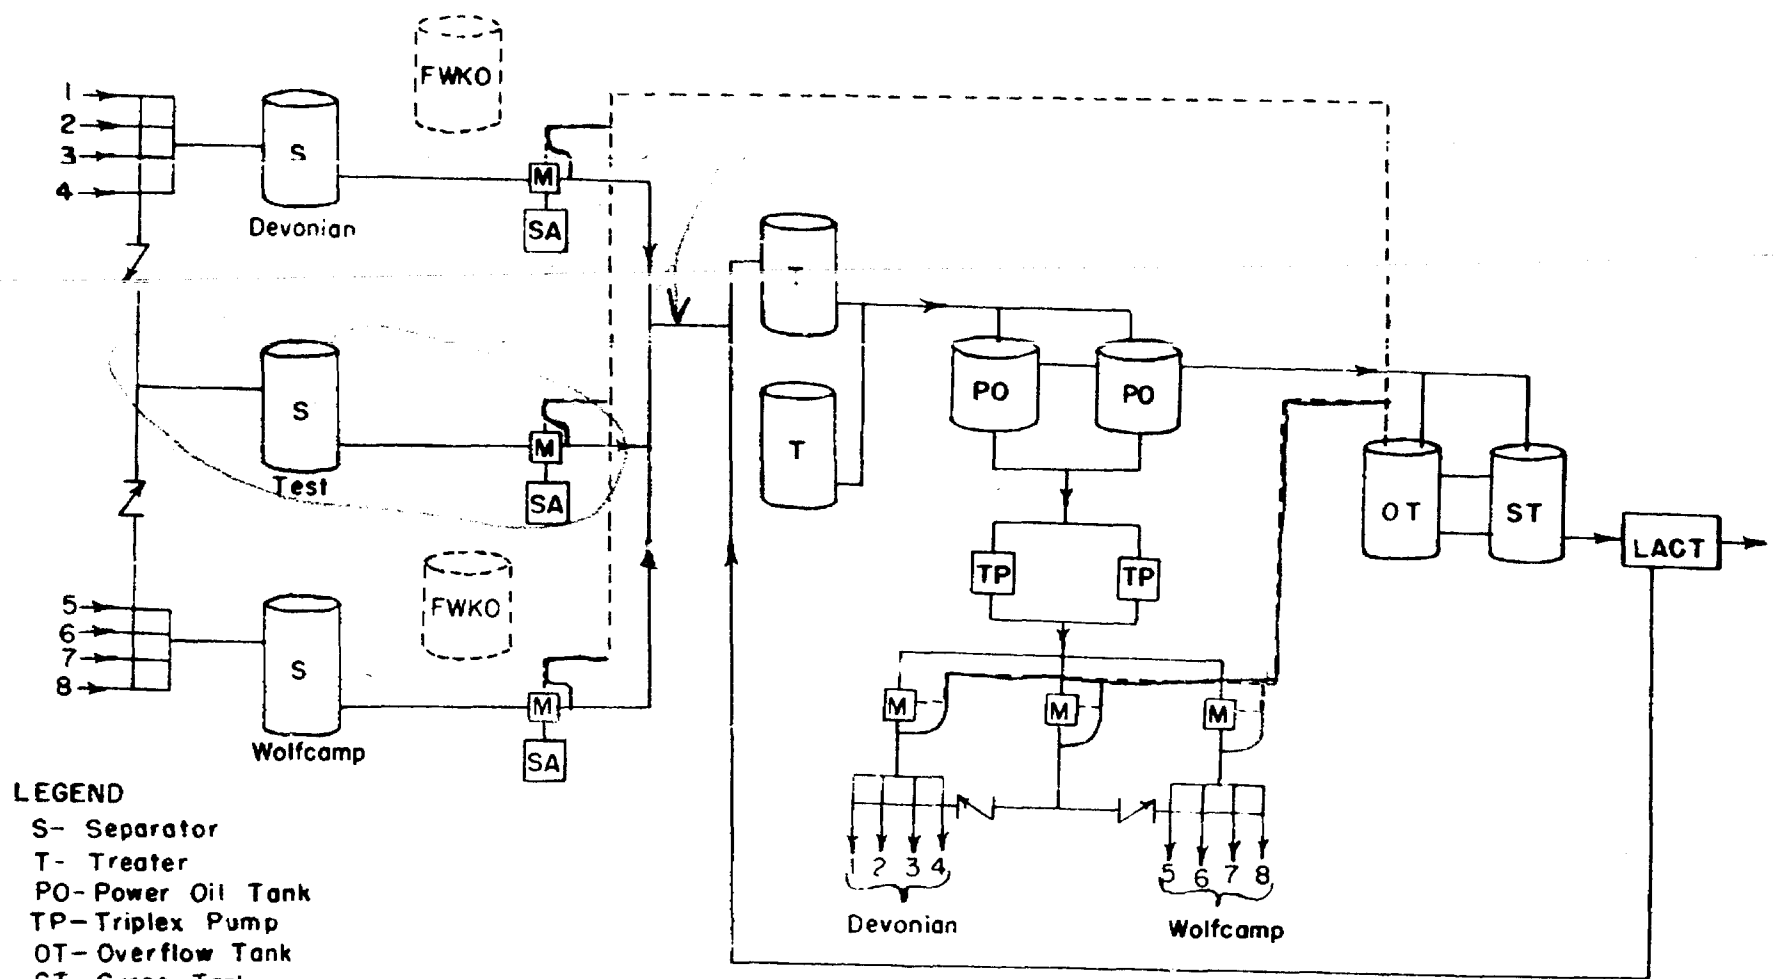 FWKO
1
2
3
4
S
M
SA
Devonian
T
S
M
SA
Test
T
PO
PO
OT
ST
LACT
TP
TP
FWKO
5
6
7
8
S
M
SA
Wolfcamp
M
M
M
1 2 3 4
5 6 7 8
Devonian
Wolfcamp
LEGEND
S- Separator
T- Treater
PO-Power Oil Tank
TP-Triplex Pump
OT-Overflow Tank